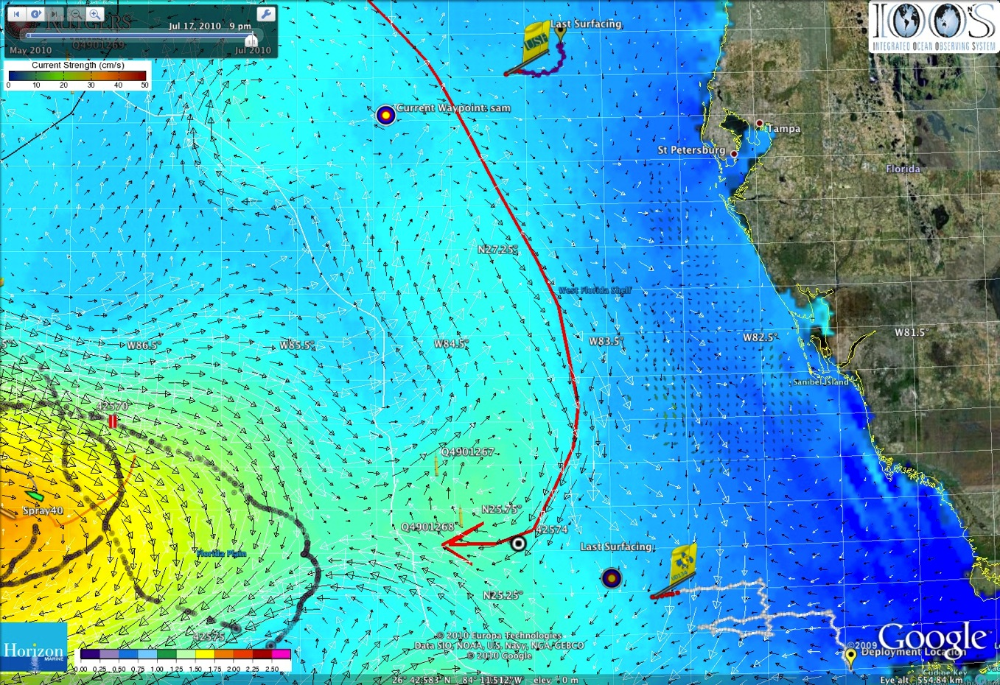 RUTGERS
Jul 17, 2010 9 pm
Q4901269
May 2010
Jul 2010
Current Strength (cm/s)
0 10 20 30 40 50
Last Surfacing
USF
IOOS
INTEGRATED OCEAN OBSERVING SYSTEM
Current Waypoint: sam
Tampa
St Petersburg
Florida
N27.25°
West Florida Shelf
W86.5°
W85.5°
W84.5°
W83.5°
W82.5°
W81.5°
Sanibel Island
42570
Q4901267
Spray40
N25.75°
Q4901268
42574
Florida Plain
Last Surfacing
N25.25°
42575
Horizon
MARINE
0.00 0.25 0.50 0.75 1.00 1.25 1.50 1.75 2.00 2.25 2.50
© 2010 Europa Technologies
Data SIO, NOAA, U.S. Navy, NGA, GEBCO
© 2010 Google
Google
©2009
Deployment Location
Cudjoe Key
26° 42.583' N 84° 11.512' W elev 0 m
Eye alt 554.84 km